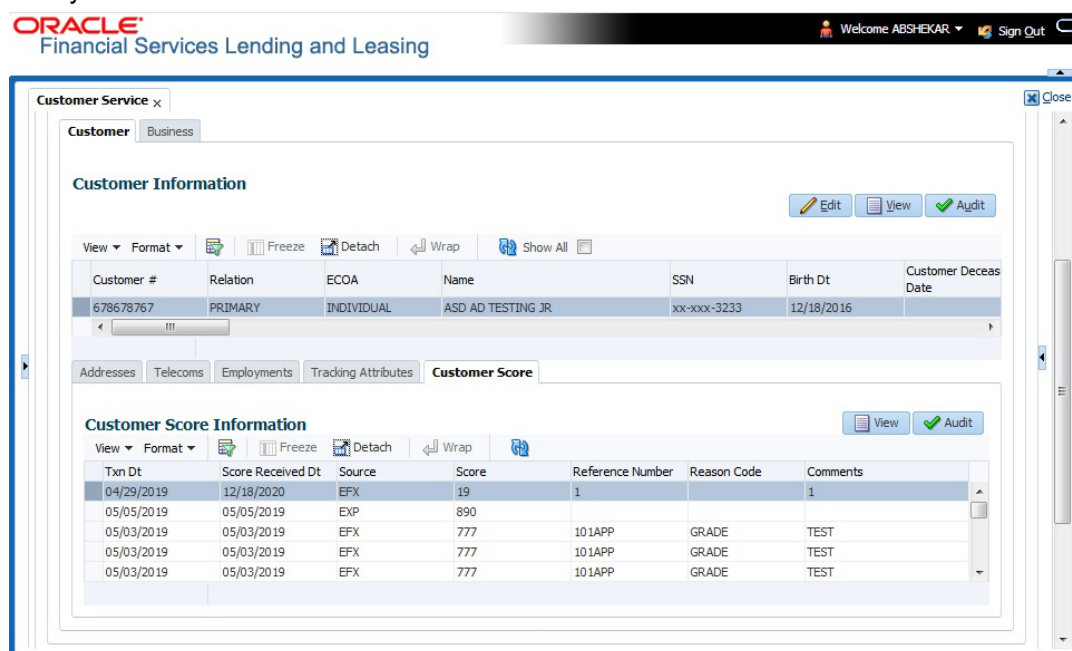 ORACLE
Financial Services Lending and Leasing
Welcome ABSHEKAR Sign Out
Customer Service x
Close
Customer Business
Customer Information
Edit View Audit
View Format Freeze Detach Wrap Show All
Customer # Relation ECOA Name SSN Birth Dt Customer Deceas
Date
678678767 PRIMARY INDIVIDUAL ASD AD TESTING JR xx-xxx-3233 12/18/2016
Addresses Telecoms Employments Tracking Attributes Customer Score
Customer Score Information
View Audit
View Format Freeze Detach Wrap
Txn Dt Score Received Dt Source Score Reference Number Reason Code Comments
04/29/2019 12/18/2020 EFX 19 1 1
05/05/2019 05/05/2019 EXP 890
05/03/2019 05/03/2019 EFX 777 101APP GRADE TEST
05/03/2019 05/03/2019 EFX 777 101APP GRADE TEST
05/03/2019 05/03/2019 EFX 777 101APP GRADE TEST